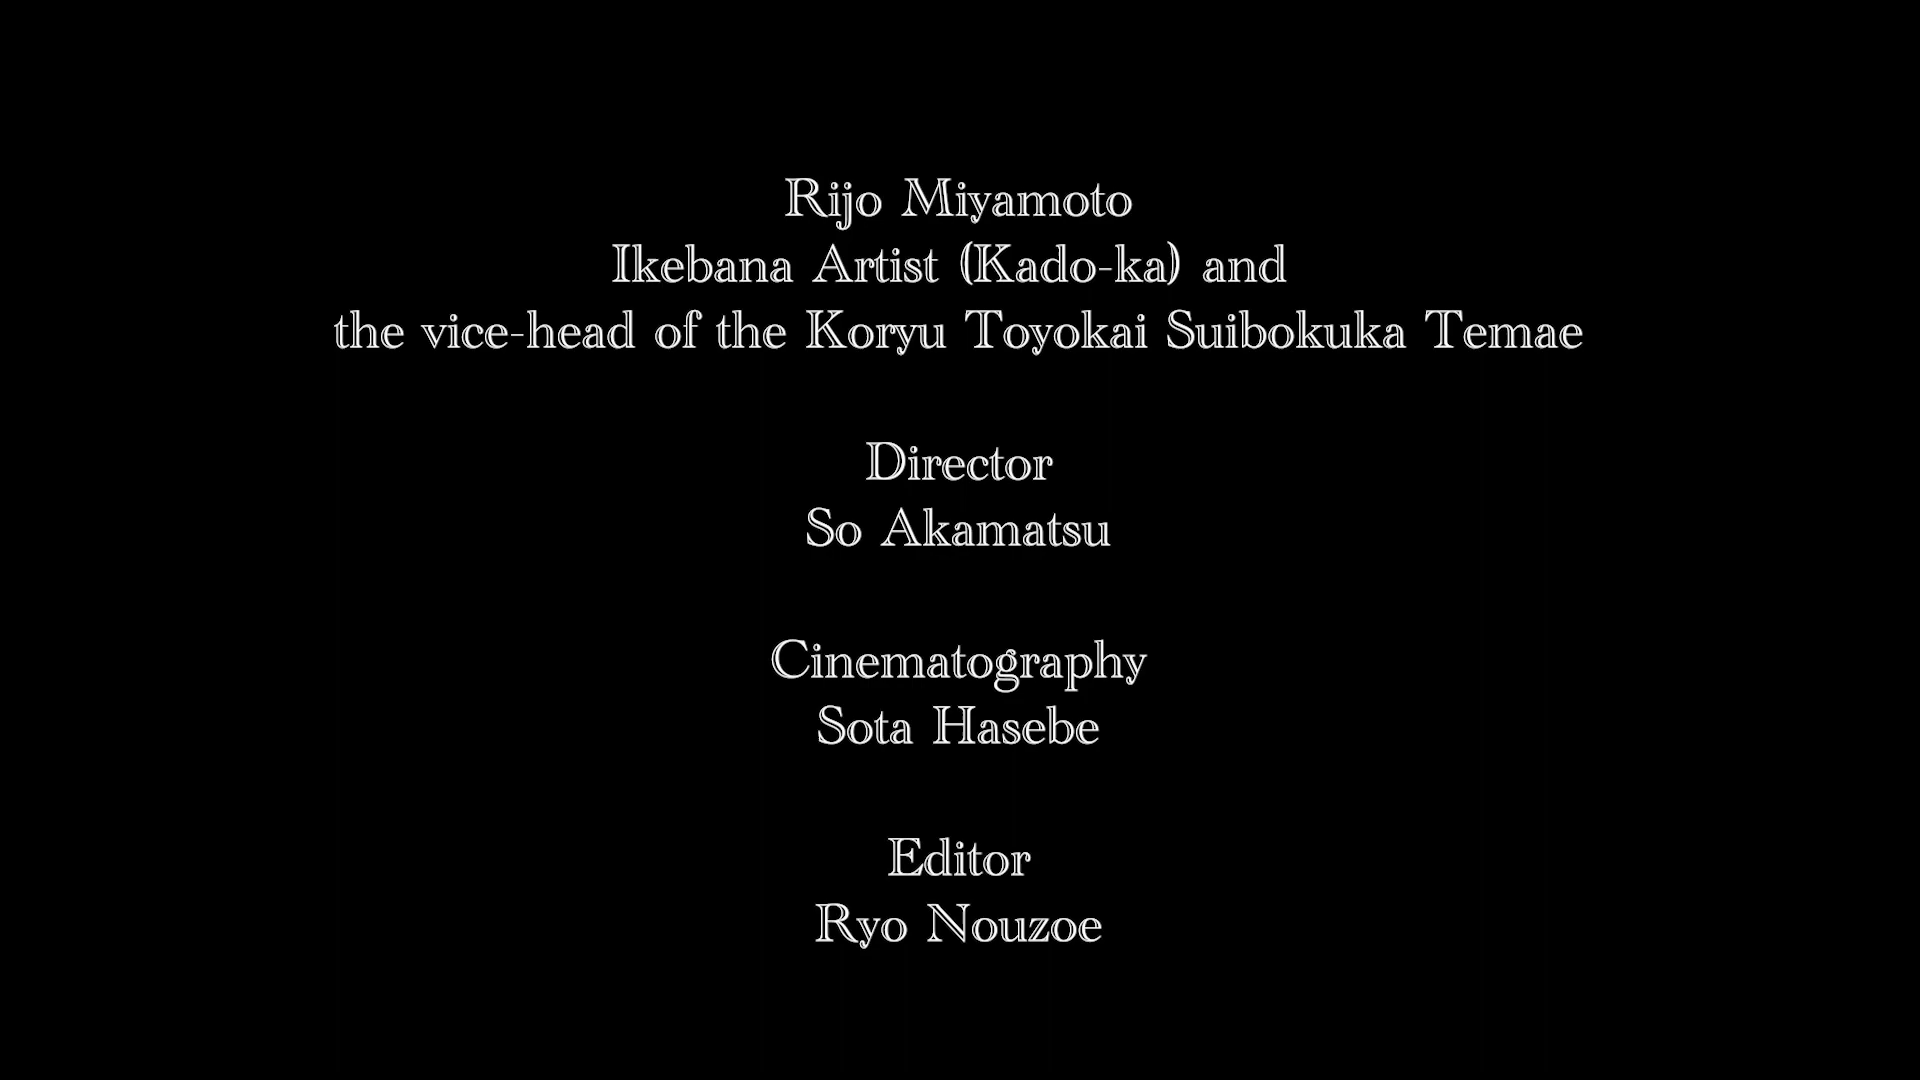 Rijo Miyamoto
Ikebana Artist (Kado-ka) and
the vice-head of the Koryu Toyokai Suibokuka Temae
Director
So Akamatsu
Cinematography
Sota Hasebe
Editor
Ryo Nouzoe